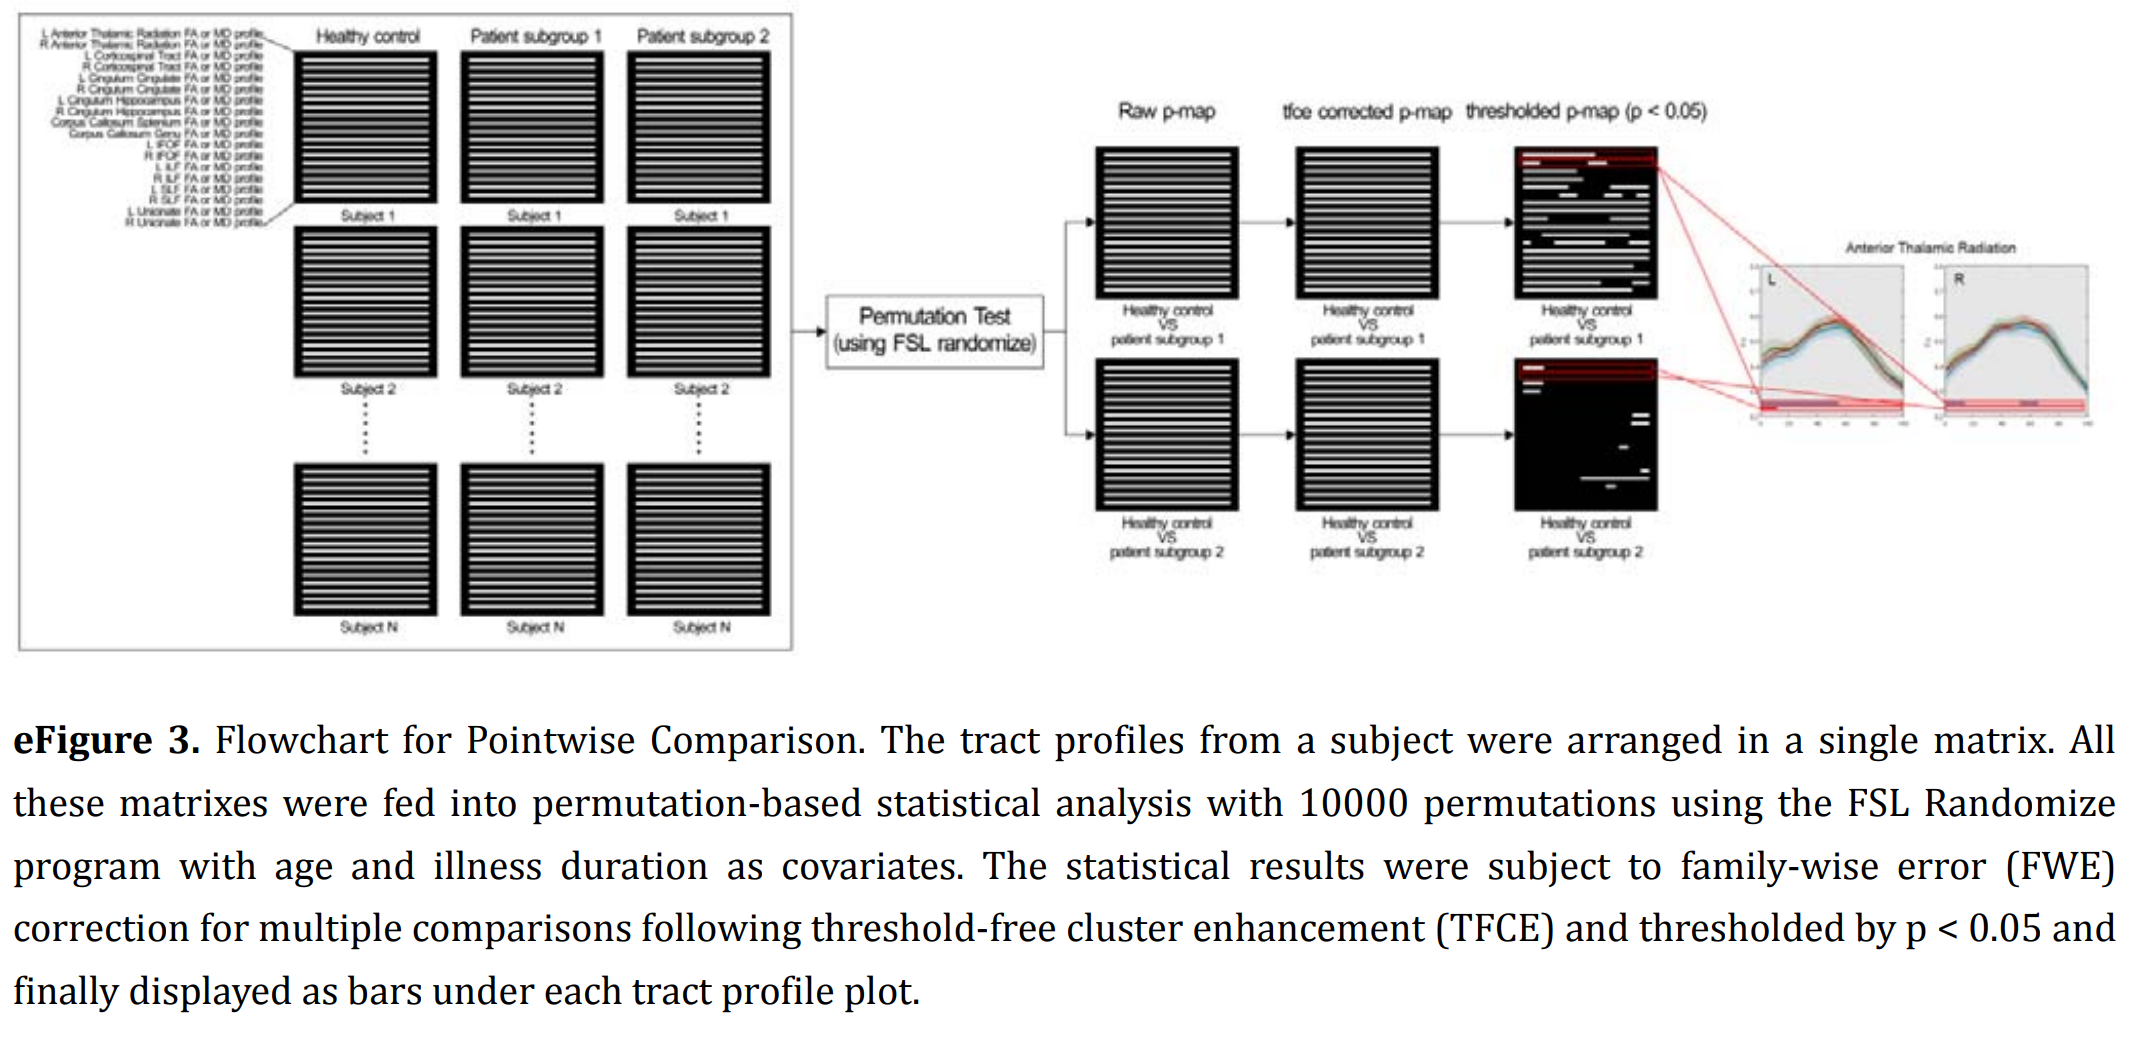 L Anterior Thalamic Radiation FA or MD profile
R Anterior Thalamic Radiation FA or MD profile
L Corticospinal Tract FA or MD profile
R Corticospinal Tract FA or MD profile
L Cingulum Cingulate FA or MD profile
R Cingulum Cingulate FA or MD profile
L Cingulum Hippocampus FA or MD profile
R Cingulum Hippocampus FA or MD profile
Corpus Callosum Splenium FA or MD profile
Corpus Callosum Genu FA or MD profile
L IFOF FA or MD profile
R IFOF FA or MD profile
L ILF FA or MD profile
R ILF FA or MD profile
L SLF FA or MD profile
R SLF FA or MD profile
L Uncinate FA or MD profile
R Uncinate FA or MD profile
Healthy control Patient subgroup 1 Patient subgroup 2
Subject 1 Subject 1 Subject 1
Subject 2 Subject 2 Subject 2
Subject N Subject N Subject N
Permutation Test
(using FSL randomize)
Raw p-map tfce corrected p-map thresholded p-map (p < 0.05)
Healthy control Healthy control Healthy control
VS VS VS
patient subgroup 1 patient subgroup 1 patient subgroup 1
Healthy control Healthy control Healthy control
VS VS VS
patient subgroup 2 patient subgroup 2 patient subgroup 2
Anterior Thalamic Radiation
L R
eFigure 3. Flowchart for Pointwise Comparison. The tract profiles from a subject were arranged in a single matrix. All
these matrixes were fed into permutation-based statistical analysis with 10000 permutations using the FSL Randomize
program with age and illness duration as covariates. The statistical results were subject to family-wise error (FWE)
correction for multiple comparisons following threshold-free cluster enhancement (TFCE) and thresholded by p < 0.05 and
finally displayed as bars under each tract profile plot.